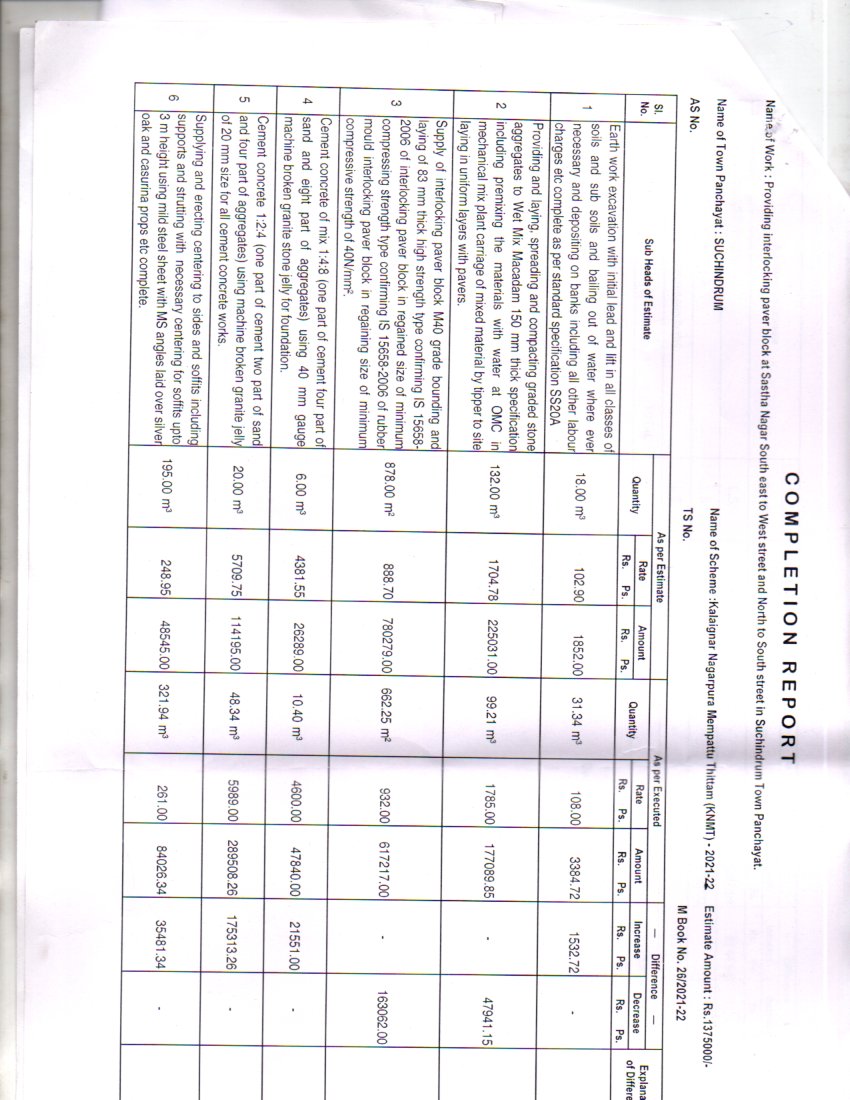 COMPLETION REPORT
Name of Work : Providing interlocking paver block at Sastha Nagar South east to West street and North to South street in Suchindrum Town Panchayat.
Name of Town Panchayat : SUCHINDRUM Name of Scheme :Kalaignar Nagarpura Mempattu Thittam (KNMT) - 2021-22 Estimate Amount : Rs.1375000/-
AS No. TS No. M Book No. 26/2021-22
Sl. No. Sub Heads of Estimate As per Estimate As per Executed — Difference — Explana
of Differe
Quantity Rate Amount Quantity Rate Amount Increase Decrease
Rs. Ps. Rs. Ps. Rs. Ps. Rs. Ps. Rs. Ps. Rs. Ps.
1 Earth work excavation with initial lead and lift in all classes of
soils and sub soils and bailing out of water where ever
necessary and depositing on banks including all other labour
charges etc complete as per standard specification SS20A
18.00 m³ 102.90 1852.00 31.34 m³ 108.00 3384.72 1532.72 -
2 Providing and laying, spreading and compacting graded stone
aggregates to Wet Mix Macadam 150 mm thick specification
including premixing the materials with water at OMC in
mechanical mix plant carriage of mixed material by tipper to site
laying in uniform layers with pavers.
132.00 m³ 1704.78 225031.00 99.21 m³ 1785.00 177089.85 - 47941.15
3 Supply of interlocking paver block M40 grade bounding and
laying of 83 mm thick high strength type confirming IS 15658-
2006 of interlocking paver block in regained size of minimum
compressing strength type confirming IS 15658-2006 of rubber
mould interlocking paver block in regaining size of minimum
compressive strength of 40N/mm².
878.00 m² 888.70 780279.00 662.25 m² 932.00 617217.00 - 163062.00
4 Cement concrete of mix 1:4:8 (one part of cement four part of
sand and eight part of aggregates) using 40 mm gauge
machine broken granite stone jelly for foundation.
6.00 m³ 4381.55 26289.00 10.40 m³ 4600.00 47840.00 21551.00 -
5 Cement concrete 1:2:4 (one part of cement two part of sand
and four part of aggregates) using machine broken granite jelly
of 20 mm size for all cement concrete works.
20.00 m³ 5709.75 114195.00 48.34 m³ 5989.00 289508.26 175313.26 -
6 Supplying and erecting centering to sides and soffits including
supports and strutting with necessary centering for soffits upto
3 m height using mild steel sheet with MS angles laid over silver
oak and casurina props etc complete.
195.00 m³ 248.95 48545.00 321.94 m³ 261.00 84026.34 35481.34 -